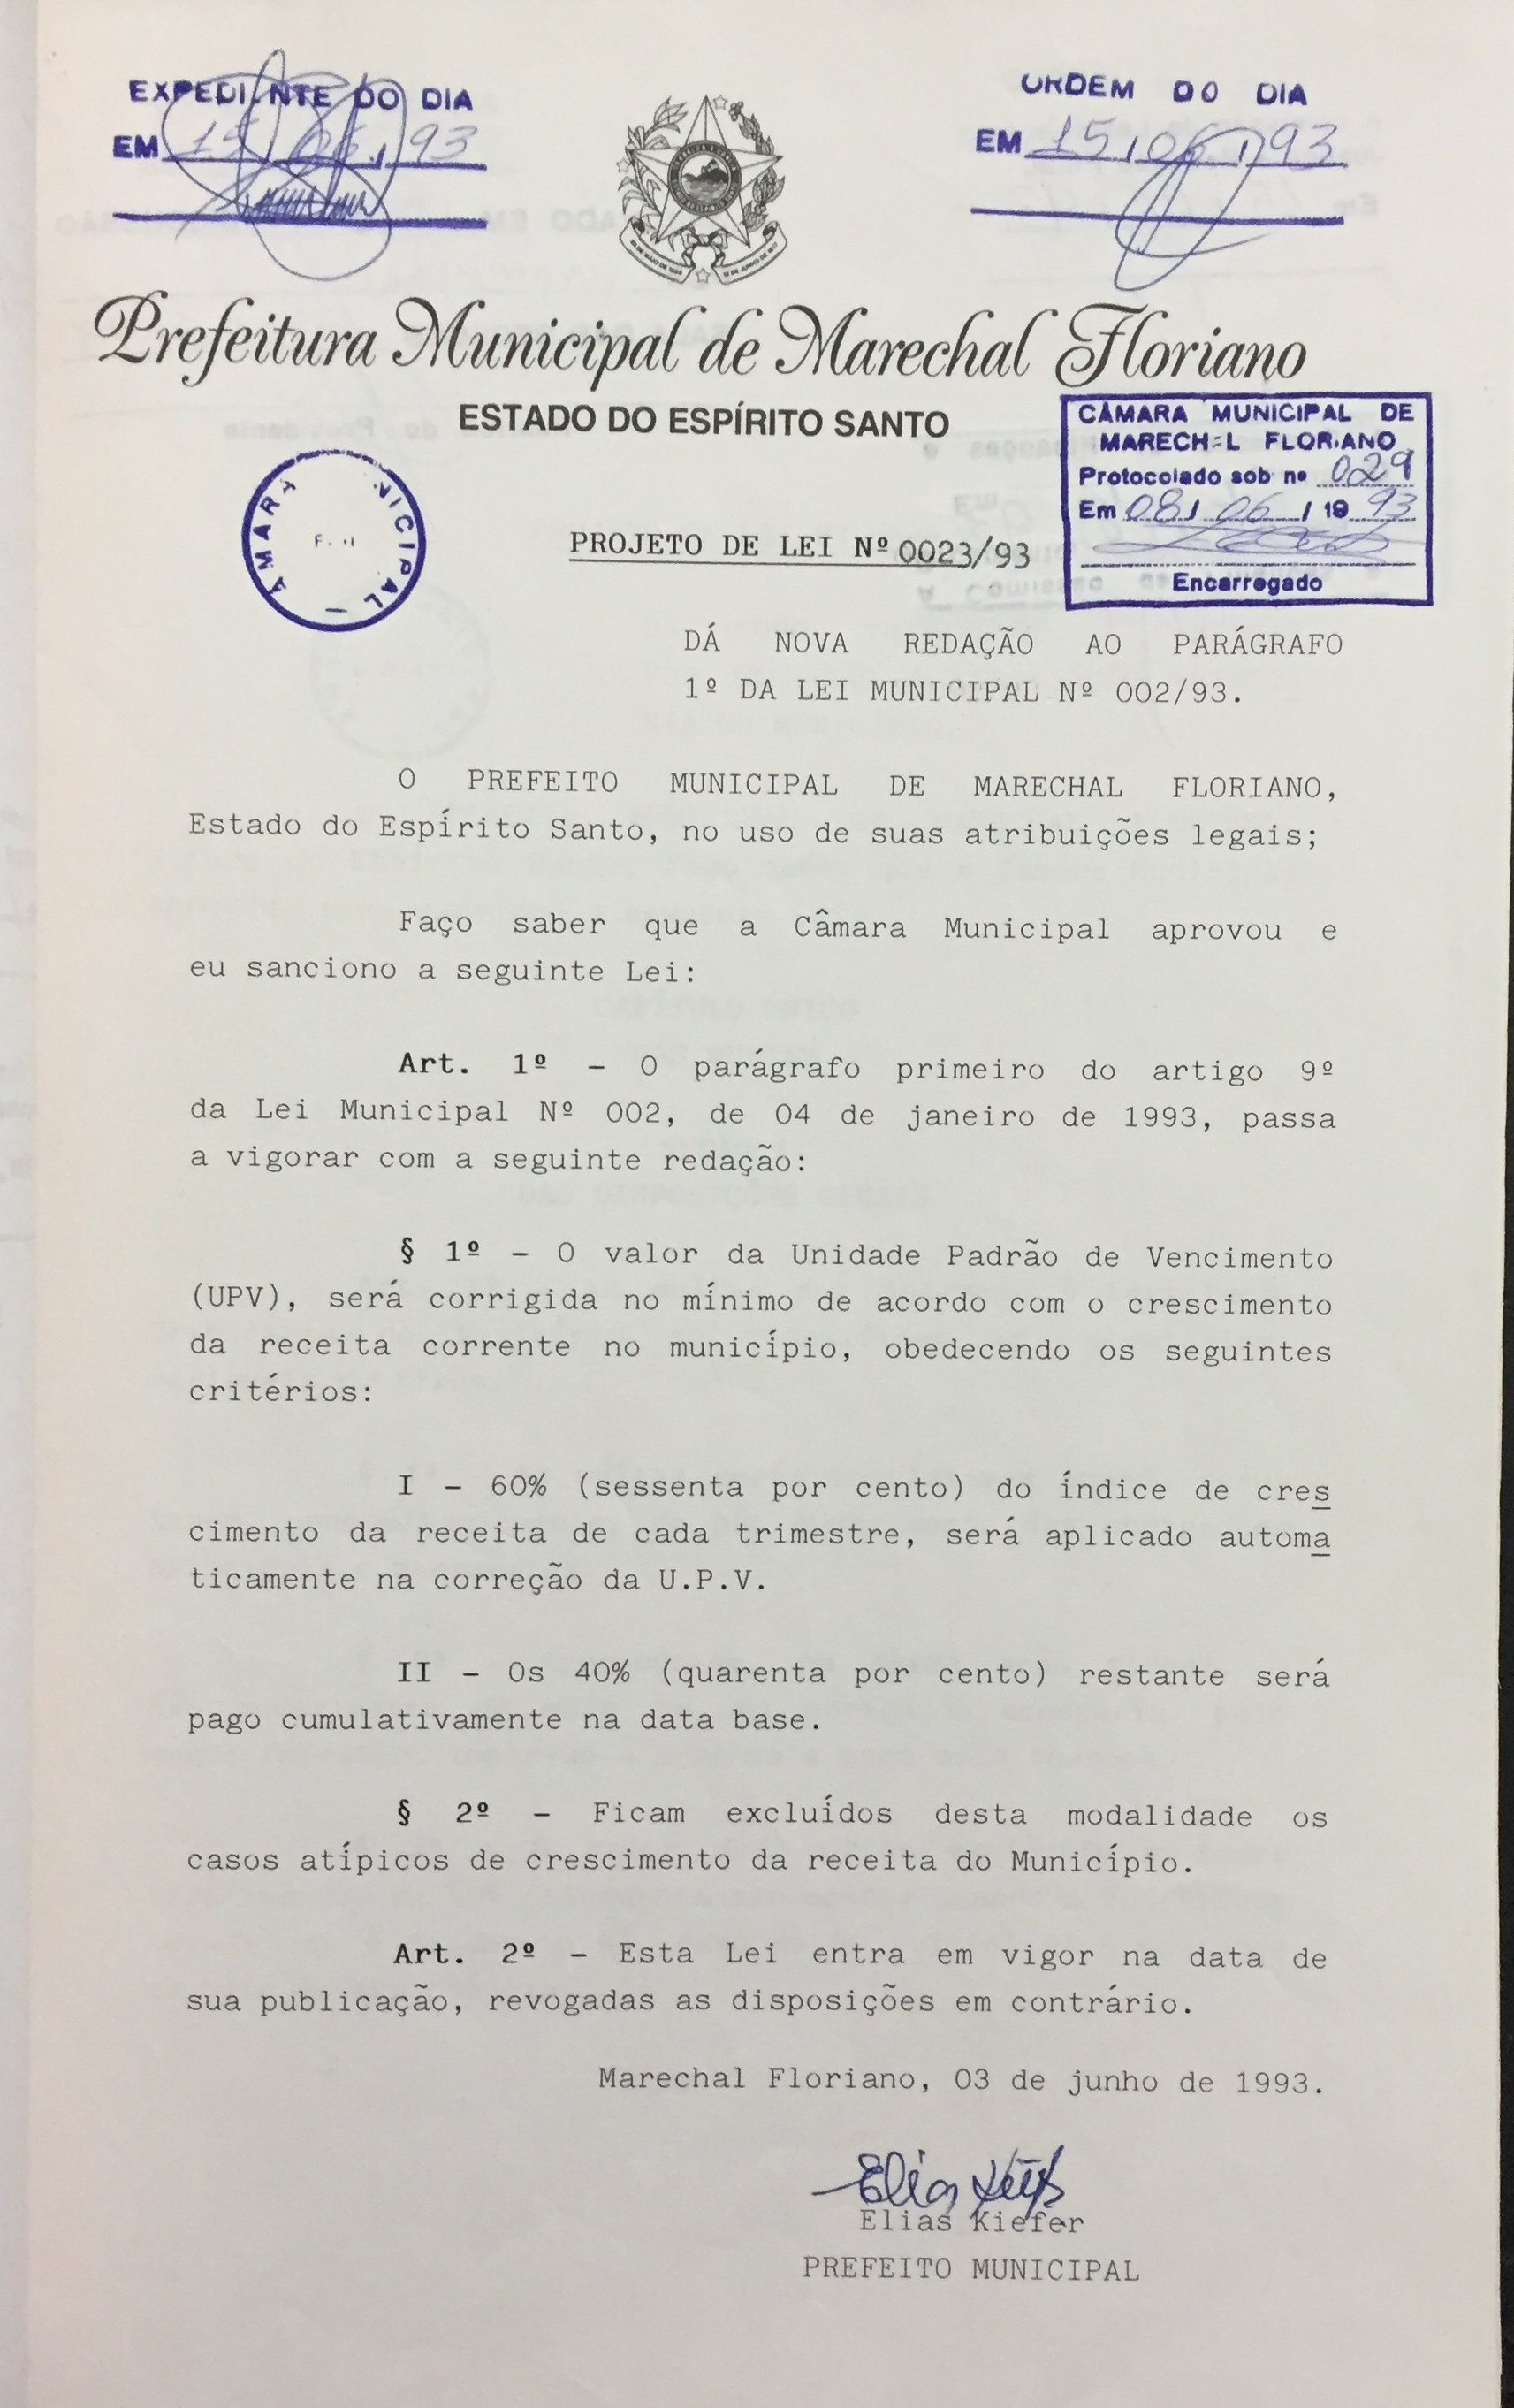 EXPEDIENTE DO DIA
EM 15 / 06 / 93
ORDEM DO DIA
EM 15 / 06 / 93
Prefeitura Municipal de Marechal Floriano
ESTADO DO ESPÍRITO SANTO
CÂMARA MUNICIPAL DE
MARECHAL FLORIANO
Protocolado sob nº 029
Em 08 / 06 / 19 93
Encarregado
PROJETO DE LEI Nº 0023/93
DÁ NOVA REDAÇÃO AO PARÁGRAFO
1º DA LEI MUNICIPAL Nº 002/93.
O PREFEITO MUNICIPAL DE MARECHAL FLORIANO,
Estado do Espírito Santo, no uso de suas atribuições legais;
Faço saber que a Câmara Municipal aprovou e
eu sanciono a seguinte Lei:
Art. 1º - O parágrafo primeiro do artigo 9º
da Lei Municipal Nº 002, de 04 de janeiro de 1993, passa
a vigorar com a seguinte redação:
§ 1º - O valor da Unidade Padrão de Vencimento
(UPV), será corrigida no mínimo de acordo com o crescimento
da receita corrente no município, obedecendo os seguintes
critérios:
I - 60% (sessenta por cento) do índice de cres
cimento da receita de cada trimestre, será aplicado automa
ticamente na correção da U.P.V.
II - Os 40% (quarenta por cento) restante será
pago cumulativamente na data base.
§ 2º - Ficam excluídos desta modalidade os
casos atípicos de crescimento da receita do Município.
Art. 2º - Esta Lei entra em vigor na data de
sua publicação, revogadas as disposições em contrário.
Marechal Floriano, 03 de junho de 1993.
Elias Kiefer
Elias Kiefer
PREFEITO MUNICIPAL